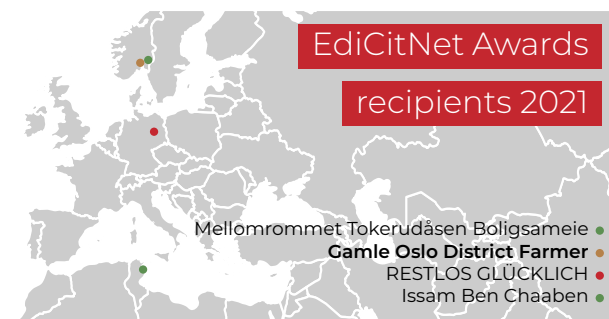 EdiCitNet Awards
recipients 2021
Mellomrommet Tokerudåsen Boligsameie
Gamle Oslo District Farmer
RESTLOS GLÜCKLICH
Issam Ben Chaaben